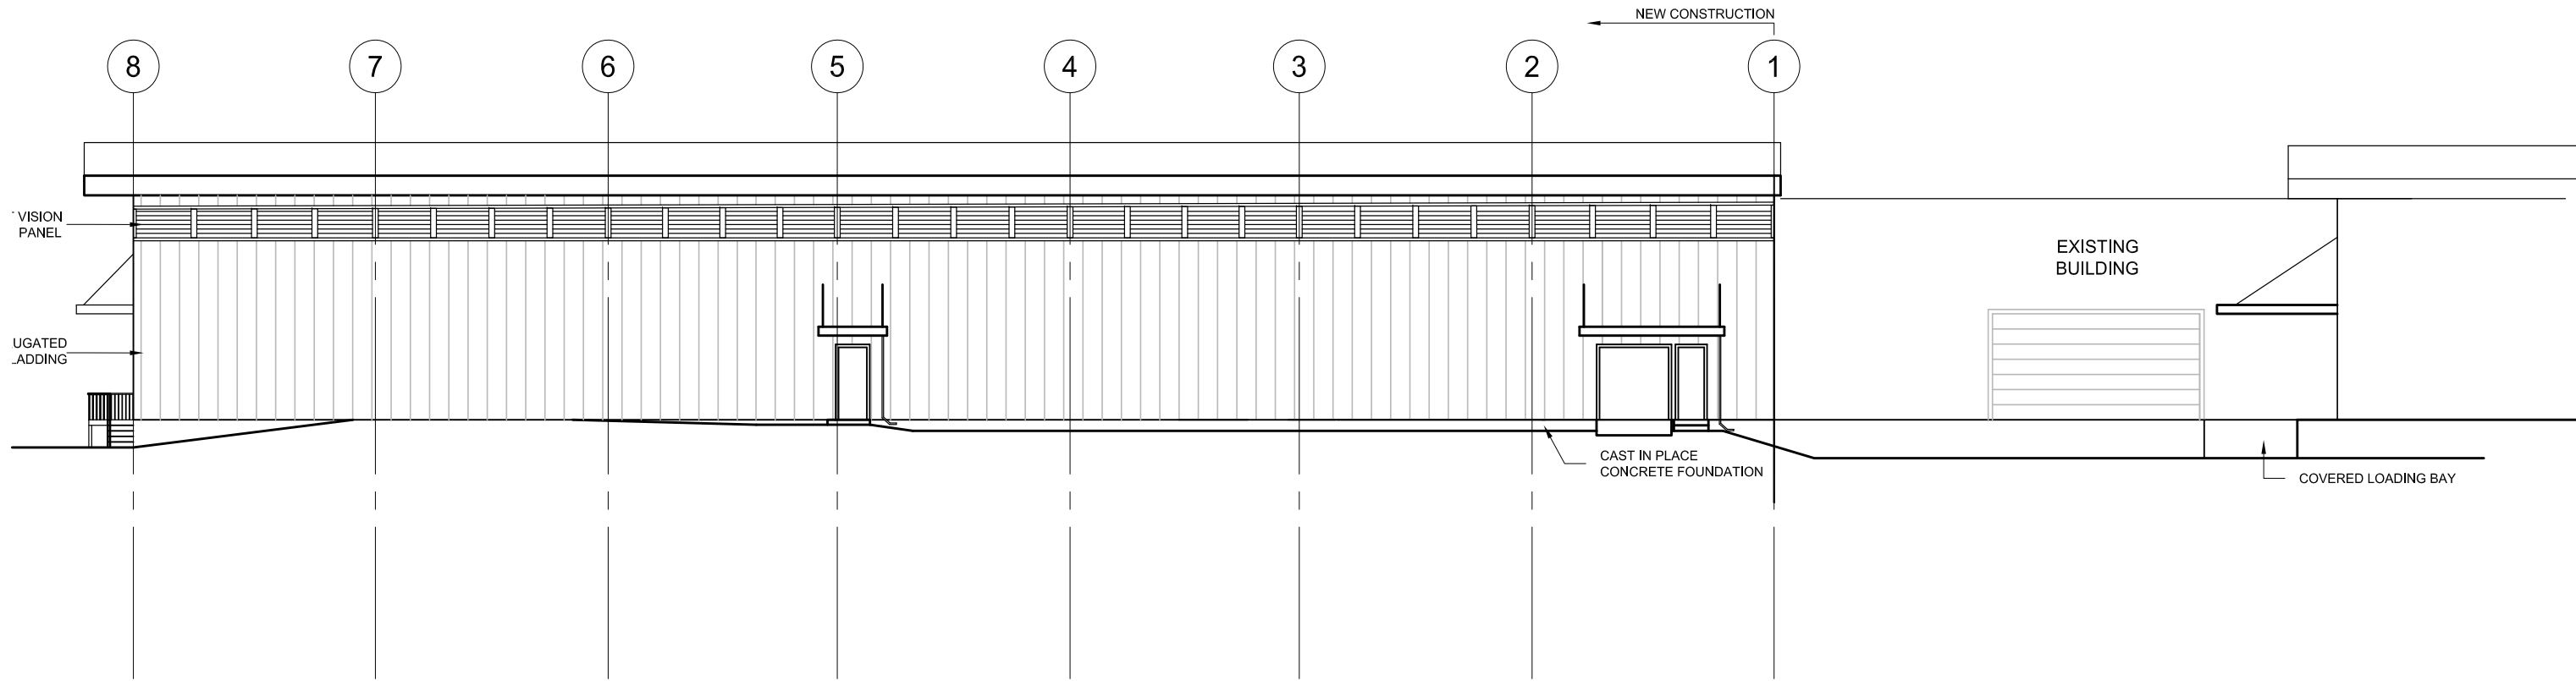 NEW CONSTRUCTION
8 7 6 5 4 3 2 1
VISION
PANEL
EXISTING
BUILDING
UGATED
ADDING
CAST IN PLACE
CONCRETE FOUNDATION
COVERED LOADING BAY